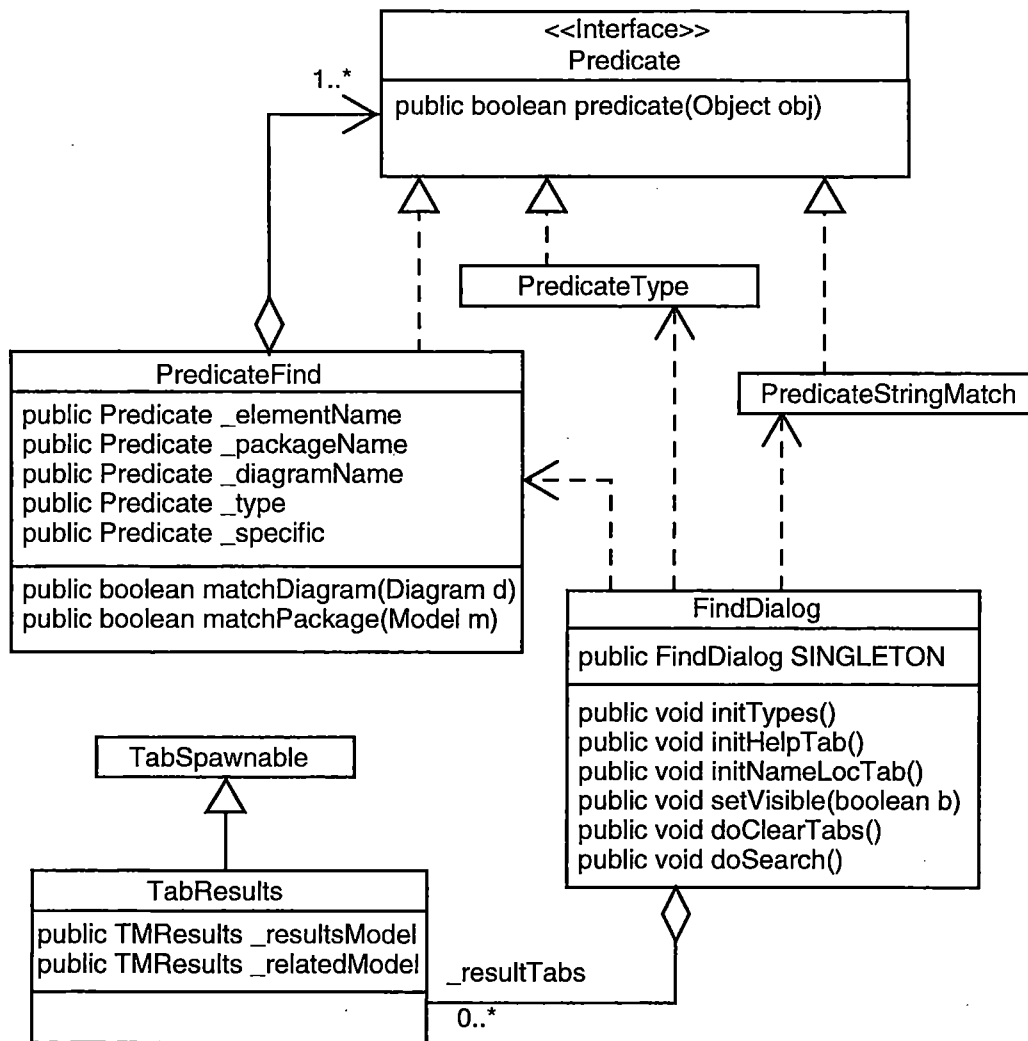 <<Interface>>
Predicate
1..*
public boolean predicate(Object obj)
PredicateType
PredicateFind
PredicateStringMatch
public Predicate _elementName
public Predicate _packageName
public Predicate _diagramName
public Predicate _type
public Predicate _specific
public boolean matchDiagram(Diagram d)
public boolean matchPackage(Model m)
FindDialog
public FindDialog SINGLETON
public void initTypes()
public void initHelpTab()
public void initNameLocTab()
public void setVisible(boolean b)
public void doClearTabs()
public void doSearch()
TabSpawnable
TabResults
public TMResults _resultsModel
public TMResults _relatedModel
_resultTabs
0..*